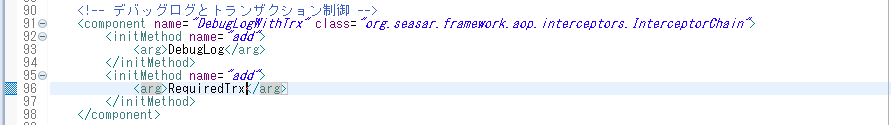 90 <!-- デバッグログとトランザクション制御 -->
91 <component name="DebugLogWithTrx" class="org.seasar.framework.aop.interceptors.InterceptorChain">
92 <initMethod name="add">
93 <arg>DebugLog</arg>
94 </initMethod>
95 <initMethod name="add">
96 <arg>RequiredTrx</arg>
97 </initMethod>
98 </component>